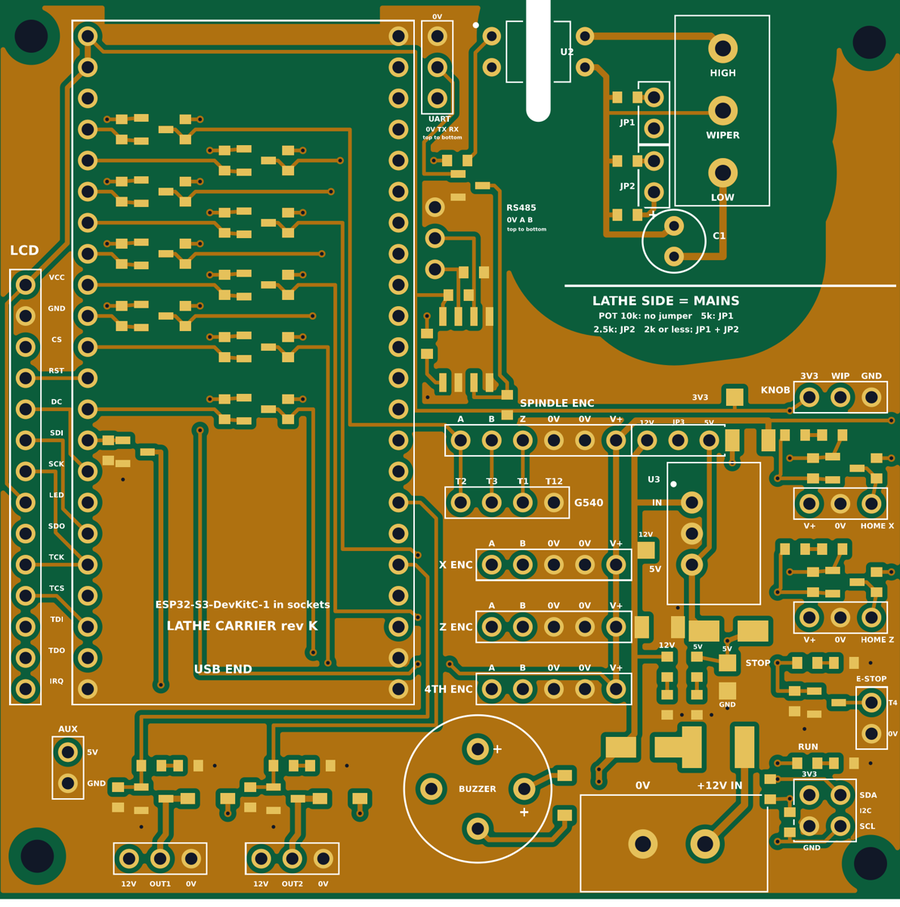 0V
UART
0V TX RX
top to bottom
U2
HIGH
JP1
WIPER
JP2
LOW
+
C1
RS485
0V A B
top to bottom
LATHE SIDE = MAINS
POT 10k: no jumper 5k: JP1
2.5k: JP2 2k or less: JP1 + JP2
LCD
VCC
GND
CS
RST
DC
SDI
SCK
LED
SDO
TCK
TCS
TDI
TDO
IRQ
KNOB
3V3 WIP GND
3V3
SPINDLE ENC
A B Z 0V 0V V+
12V JP3 5V
T2 T3 T1 T12
G540
U3
IN
12V
5V
V+ 0V HOME X
A B 0V 0V V+
X ENC
A B 0V 0V V+
Z ENC
A B 0V 0V V+
4TH ENC
V+ 0V HOME Z
12V 5V 5V
STOP
GND
E-STOP
T4
0V
ESP32-S3-DevKitC-1 in sockets
LATHE CARRIER rev K
USB END
AUX
5V
GND
+
BUZZER
+
0V +12V IN
RUN
3V3
SDA
I2C
SCL
GND
12V OUT1 0V
12V OUT2 0V